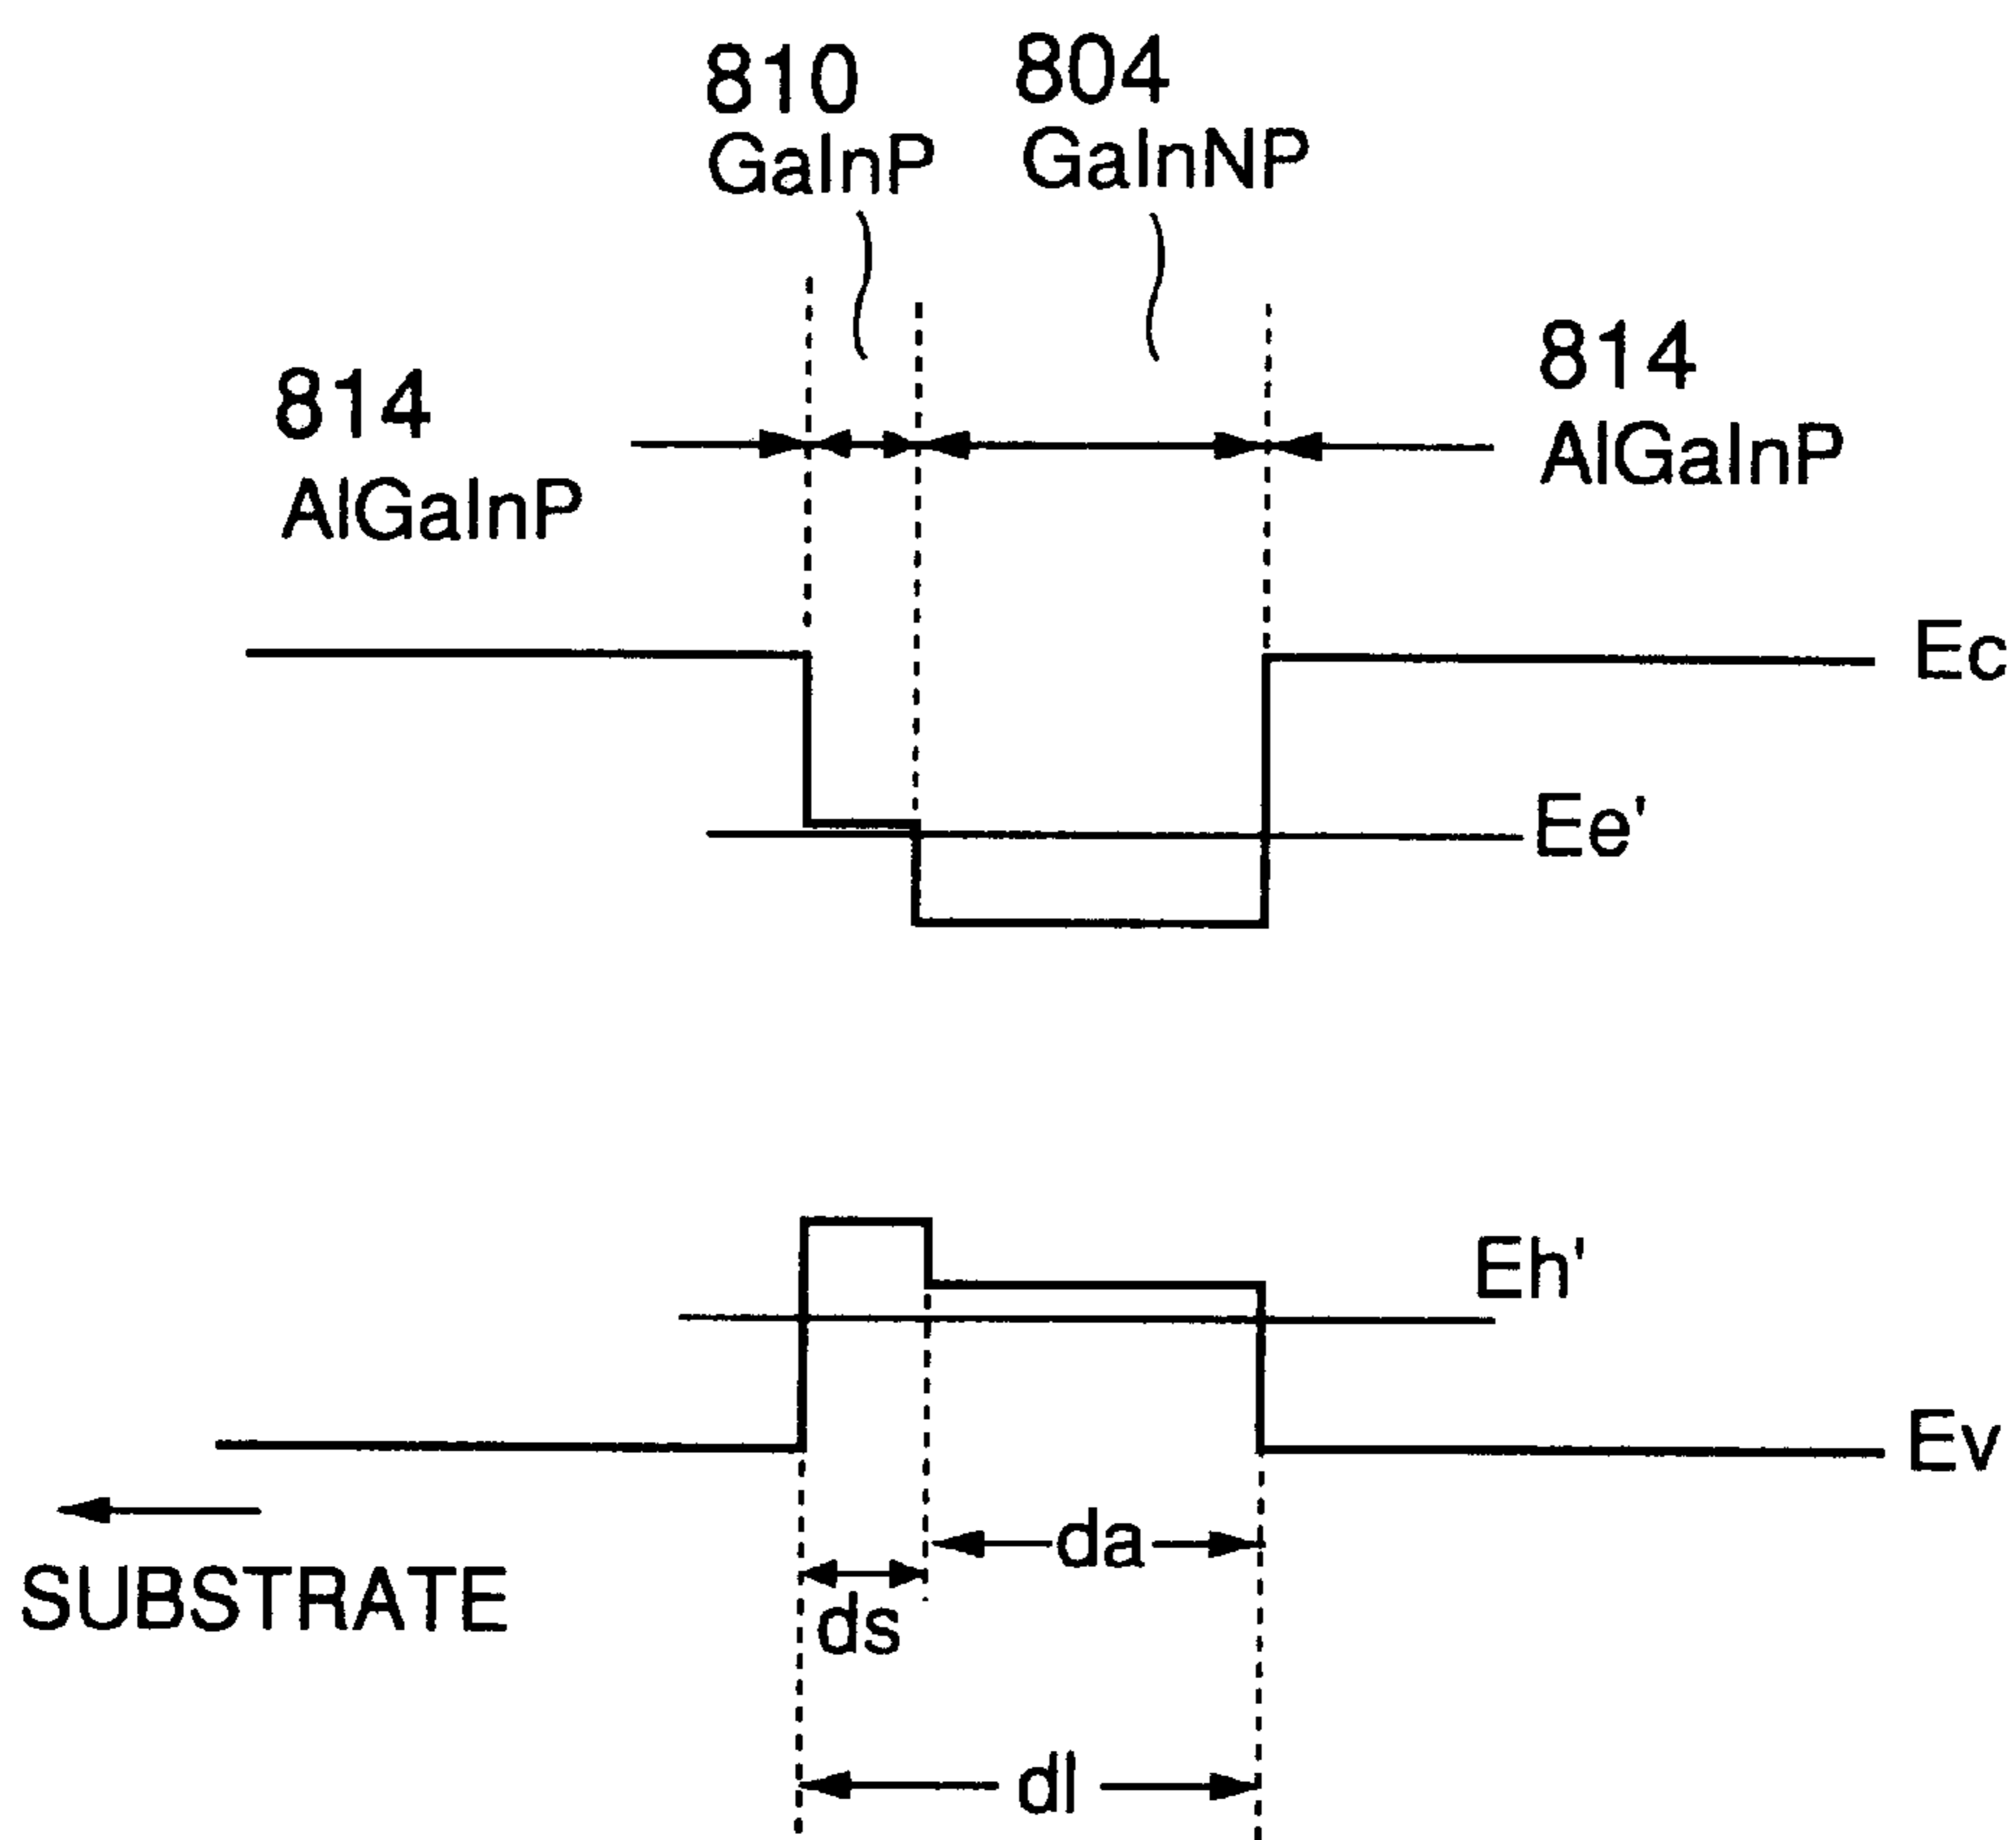 810
GaInP
804
GaInNP
814
AlGaInP
814
AlGaInP
Ec
Ee'
Eh'
Ev
SUBSTRATE
da
ds
dl